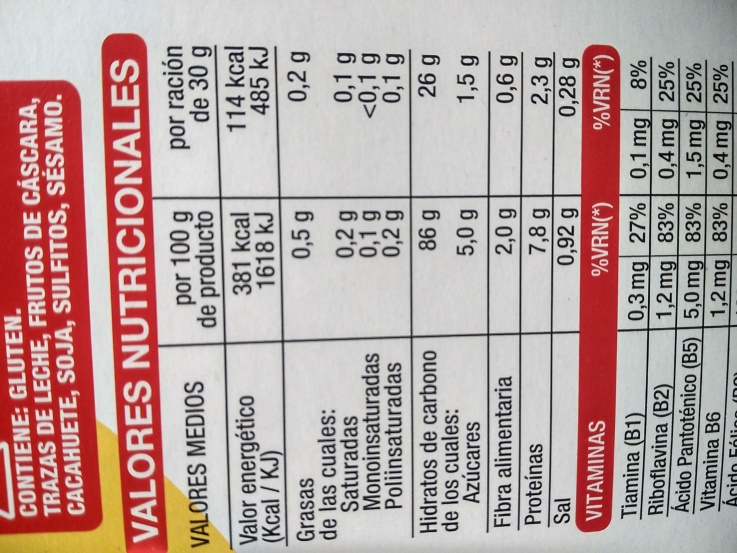 CONTIENE: GLUTEN.
TRAZAS DE LECHE, FRUTOS DE CÁSCARA,
CACAHUETE, SOJA, SULFITOS, SÉSAMO.
VALORES NUTRICIONALES
VALORES MEDIOS por 100 g de producto por ración de 30 g
Valor energético 381 kcal 114 kcal
(Kcal / KJ) 1618 kJ 485 kJ
Grasas 0,5 g 0,2 g
de las cuales:
Saturadas 0,2 g 0,1 g
Monoinsaturadas 0,1 g <0,1 g
Poliinsaturadas 0,2 g 0,1 g
Hidratos de carbono 86 g 26 g
de los cuales:
Azúcares 5,0 g 1,5 g
Fibra alimentaria 2,0 g 0,6 g
Proteínas 7,8 g 2,3 g
Sal 0,92 g 0,28 g
VITAMINAS %VRN(*) %VRN(*)
Tiamina (B1) 0,3 mg 27% 0,1 mg 8%
Riboflavina (B2) 1,2 mg 83% 0,4 mg 25%
Ácido Pantoténico (B5) 5,0 mg 83% 1,5 mg 25%
Vitamina B6 1,2 mg 83% 0,4 mg 25%
Ácido Fólico